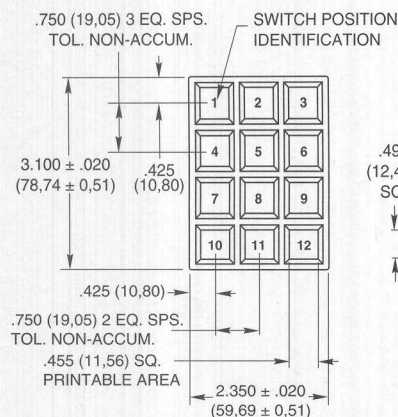 .750 (19,05) 3 EQ. SPS.
TOL. NON-ACCUM.
SWITCH POSITION
IDENTIFICATION
1 2 3
4 5 6
7 8 9
10 11 12
3.100 ± .020
(78,74 ± 0,51)
.425
(10,80)
.49
(12,4
SQ
.425 (10,80)
.750 (19,05) 2 EQ. SPS.
TOL. NON-ACCUM.
.455 (11,56) SQ.
PRINTABLE AREA
2.350 ± .020
(59,69 ± 0,51)